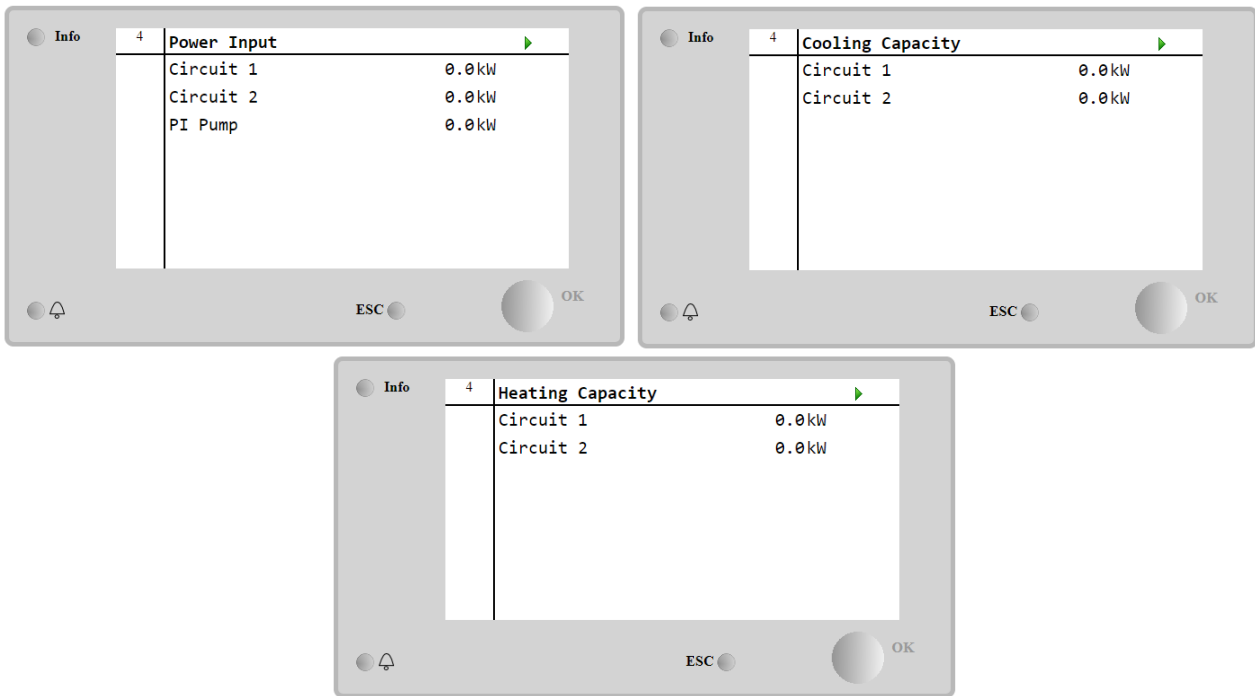 Info
4 Power Input
Circuit 1 0.0kW
Circuit 2 0.0kW
PI Pump 0.0kW
ESC
OK
Info
4 Cooling Capacity
Circuit 1 0.0kW
Circuit 2 0.0kW
ESC
OK
Info
4 Heating Capacity
Circuit 1 0.0kW
Circuit 2 0.0kW
ESC
OK